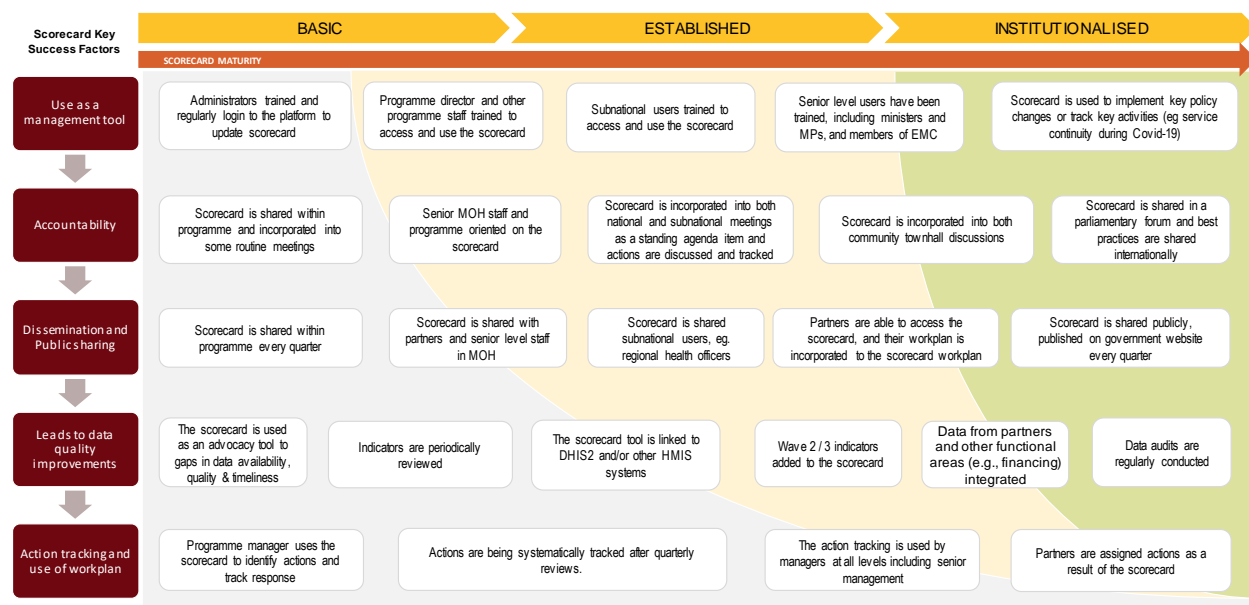 Scorecard Key
Success Factors
BASIC
ESTABLISHED
INSTITUTIONALISED
SCORECARD MATURITY
Use as a
management tool
Administrators trained and
regularly login to the platform to
update scorecard
Programme director and other
programme staff trained to
access and use the scorecard
Subnational users trained to
access and use the scorecard
Senior level users have been
trained, including ministers and
MPs, and members of EMC
Scorecard is used to implement key policy
changes or track key activities (eg service
continuity during Covid-19)
Accountability
Scorecard is shared within
programme and incorporated into
some routine meetings
Senior MOH staff and
programme oriented on the
scorecard
Scorecard is incorporated into both
national and subnational meetings
as a standing agenda item and
actions are discussed and tracked
Scorecard is incorporated into both
community townhall discussions
Scorecard is shared in a
parliamentary forum and best
practices are shared
internationally
Dissemination and
Public sharing
Scorecard is shared within
programme every quarter
Scorecard is shared with
partners and senior level staff
in MOH
Scorecard is shared
subnational users, eg.
regional health officers
Partners are able to access the
scorecard, and their workplan is
incorporated to the scorecard workplan
Scorecard is shared publicly,
published on government website
every quarter
Leads to data
quality
improvements
The scorecard is used
as an advocacy tool to
gaps in data availability,
quality & timeliness
Indicators are periodically
reviewed
The scorecard tool is linked to
DHIS2 and/or other HMIS
systems
Wave 2 / 3 indicators
added to the scorecard
Data from partners
and other functional
areas (e.g., financing)
integrated
Data audits are
regularly conducted
Action tracking and
use of workplan
Programme manager uses the
scorecard to identify actions and
track response
Actions are being systematically tracked after quarterly
reviews.
The action tracking is used by
managers at all levels including senior
management
Partners are assigned actions as a
result of the scorecard